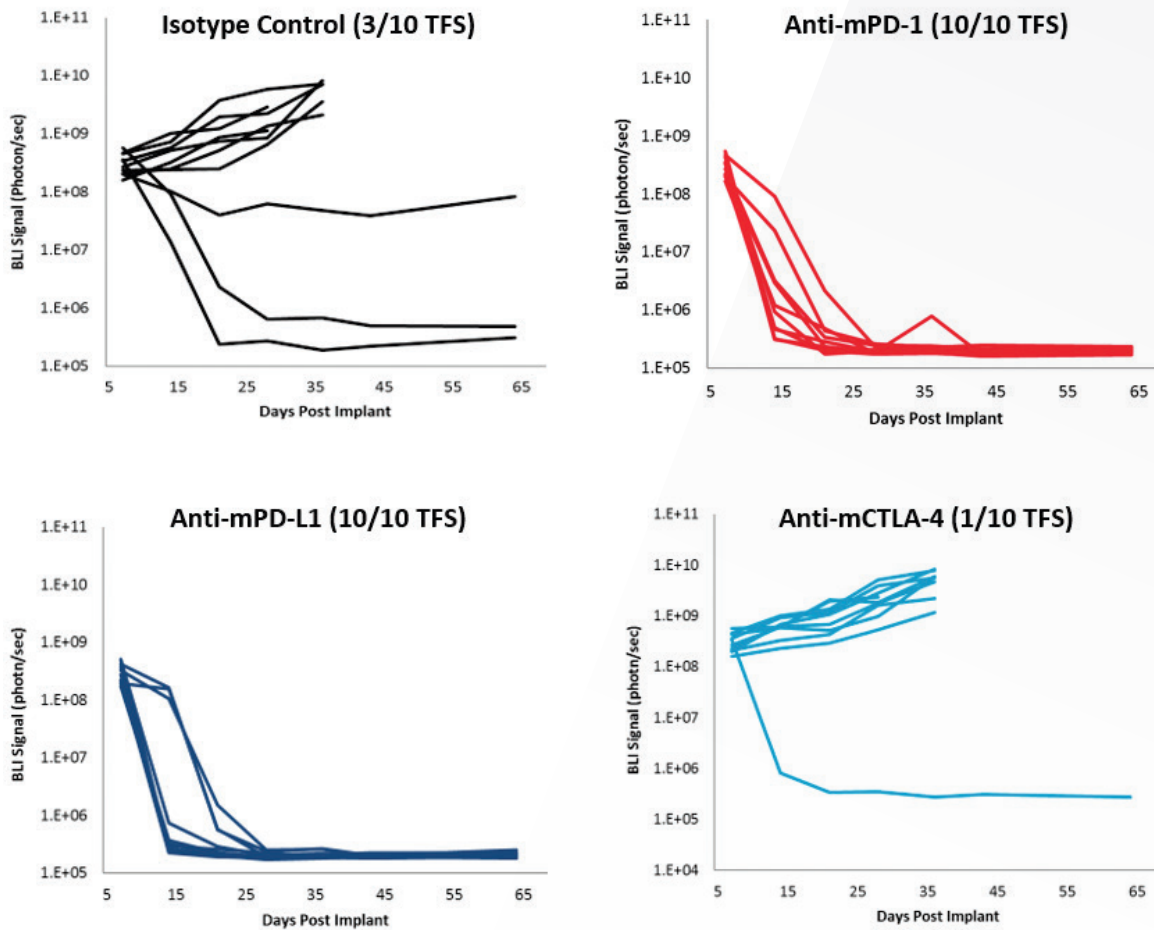 Isotype Control (3/10 TFS)
1.E+11
1.E+10
1.E+09
1.E+08
1.E+07
1.E+06
1.E+05
BLI Signal (Photon/sec)
5 15 25 35 45 55 65
Days Post Implant
Anti-mPD-1 (10/10 TFS)
1.E+11
1.E+10
1.E+09
1.E+08
1.E+07
1.E+06
1.E+05
BLI Signal (photon/sec)
5 15 25 35 45 55 65
Days Post Implant
Anti-mPD-L1 (10/10 TFS)
1.E+11
1.E+10
1.E+09
1.E+08
1.E+07
1.E+06
1.E+05
BLI Signal (photn/sec)
5 15 25 35 45 55 65
Days Post Implant
Anti-mCTLA-4 (1/10 TFS)
1.E+11
1.E+10
1.E+09
1.E+08
1.E+07
1.E+06
1.E+05
1.E+04
BLI Signal (photn/sec)
5 15 25 35 45 55 65
Days Post Implant